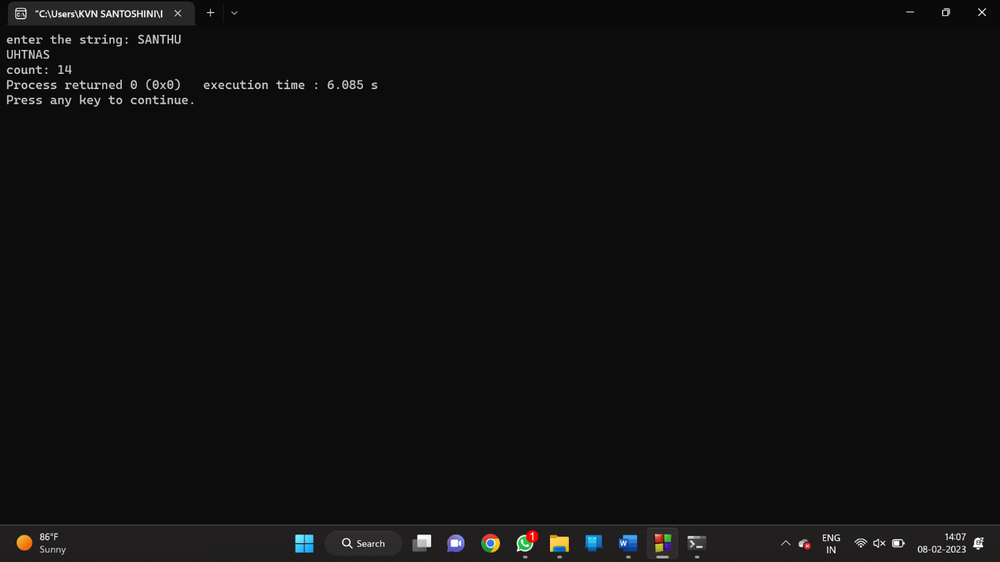 "C:\Users\KVN SANTOSHINI\I
enter the string: SANTHU
UHTNAS
count: 14
Process returned 0 (0x0)   execution time : 6.085 s
Press any key to continue.
86°F
Sunny
Search
1
ENG
IN
14:07
08-02-2023